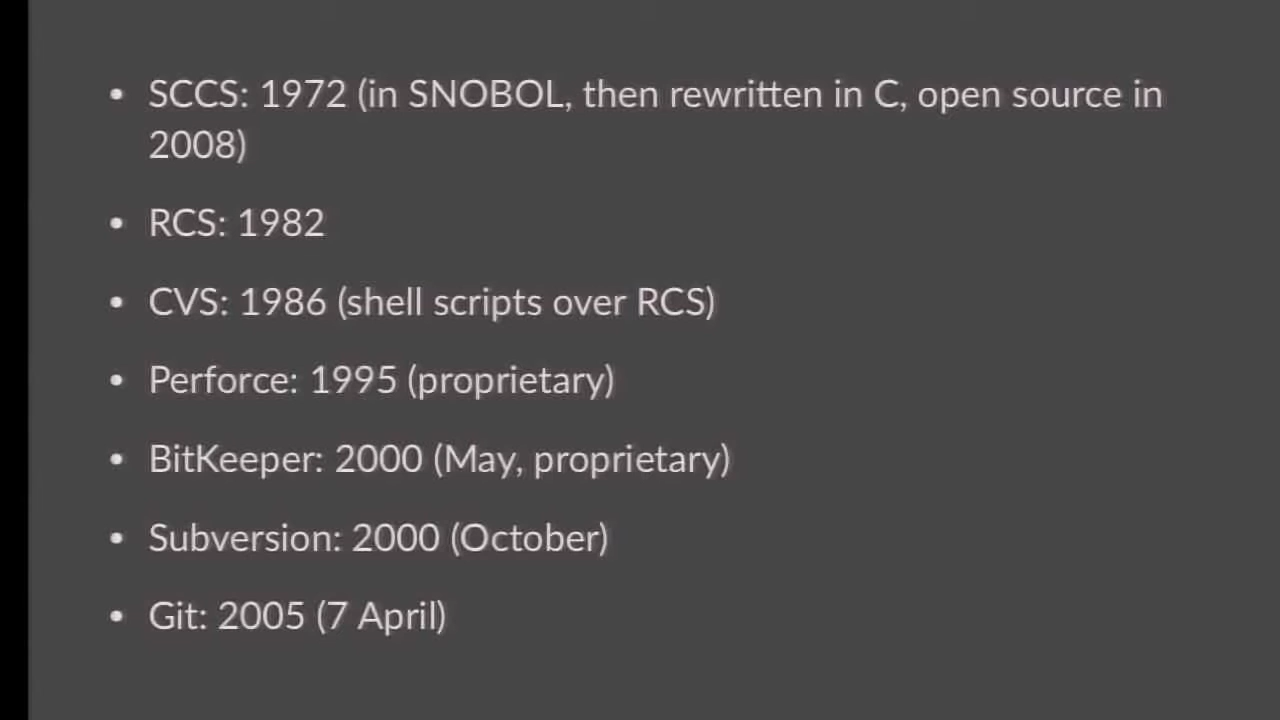 • SCCS: 1972 (in SNOBOL, then rewritten in C, open source in
2008)
• RCS: 1982
• CVS: 1986 (shell scripts over RCS)
• Perforce: 1995 (proprietary)
• BitKeeper: 2000 (May, proprietary)
• Subversion: 2000 (October)
• Git: 2005 (7 April)